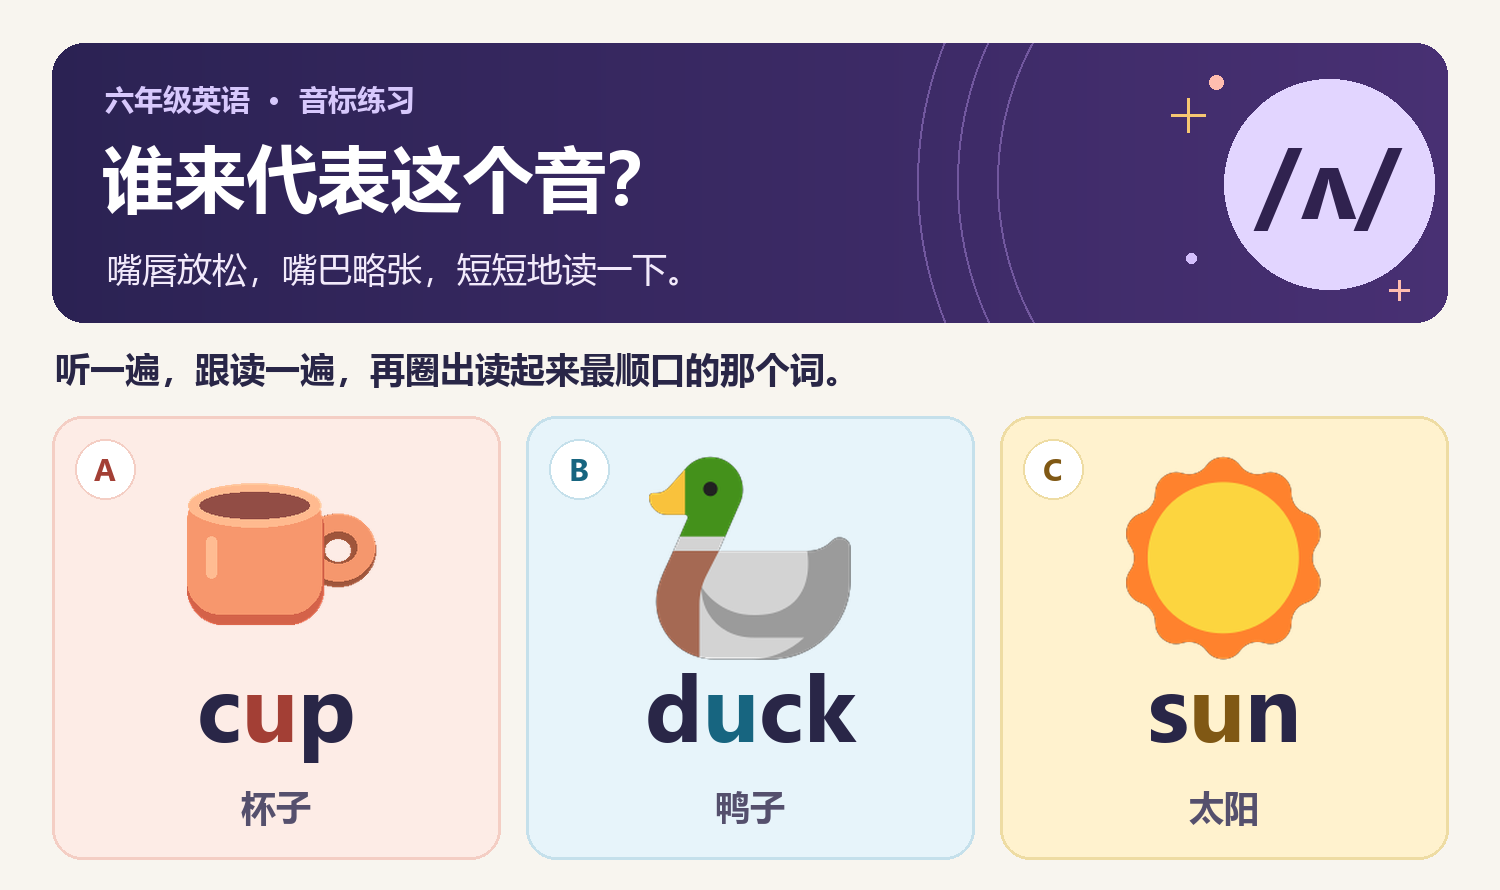 六年级英语 • 音标练习
谁来代表这个音？
嘴唇放松，嘴巴略张，短短地读一下。
/ʌ/
听一遍，跟读一遍，再圈出读起来最顺口的那个词。
A
cup
杯子
B
duck
鸭子
C
sun
太阳